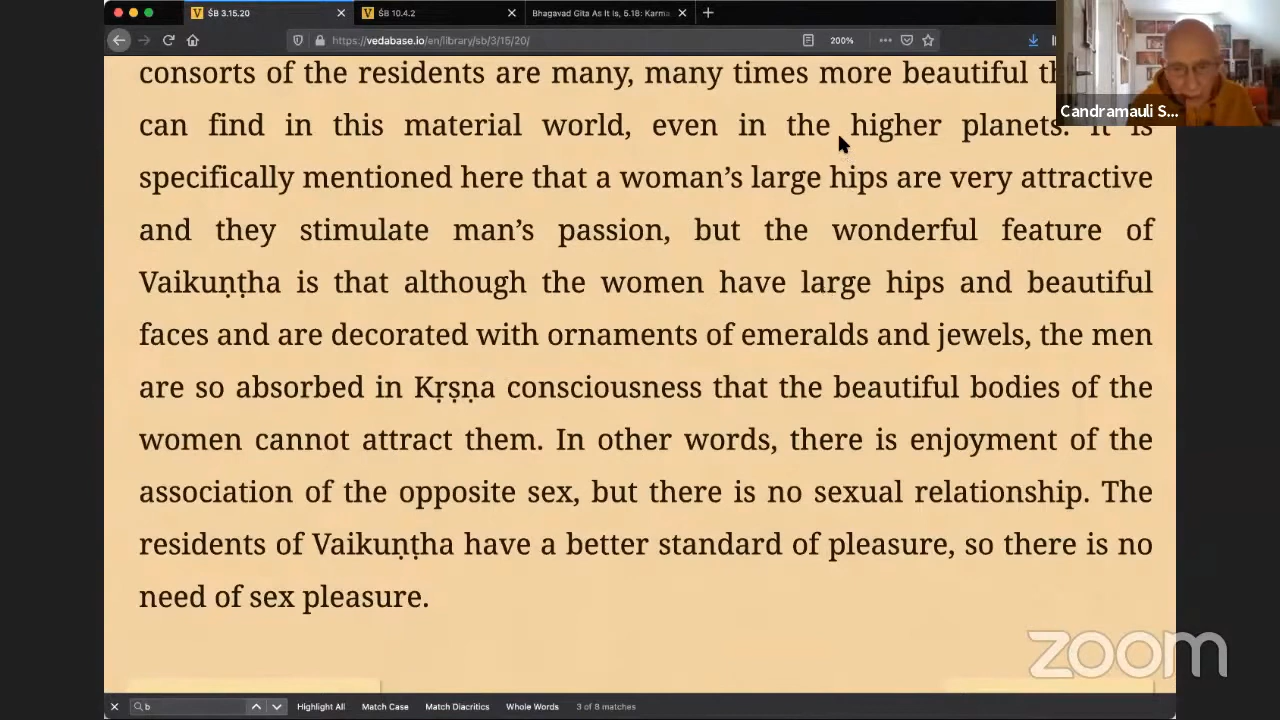 ŚB 3.15.20
ŚB 10.4.2
Bhagavad Gita As It Is, 5.18: Karma
https://vedabase.io/en/library/sb/3/15/20/
200%
Candramauli S...
consorts of the residents are many, many times more beautiful
can find in this material world, even in the higher planets. It is
specifically mentioned here that a woman’s large hips are very attractive
and they stimulate man’s passion, but the wonderful feature of
Vaikuṇṭha is that although the women have large hips and beautiful
faces and are decorated with ornaments of emeralds and jewels, the men
are so absorbed in Kṛṣṇa consciousness that the beautiful bodies of the
women cannot attract them. In other words, there is enjoyment of the
association of the opposite sex, but there is no sexual relationship. The
residents of Vaikuṇṭha have a better standard of pleasure, so there is no
need of sex pleasure.
zoom
b
Highlight All
Match Case
Match Diacritics
Whole Words
3 of 8 matches